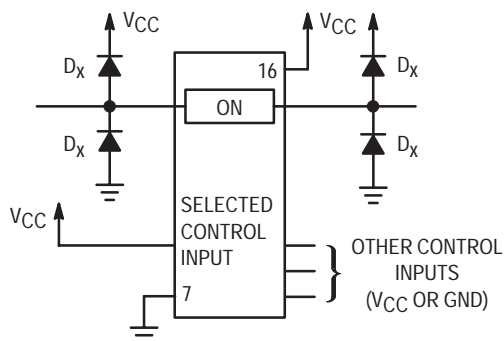 VCC
VCC
VCC
16
DX
DX
ON
DX
DX
VCC
SELECTED
CONTROL
INPUT
OTHER CONTROL
INPUTS
(VCC OR GND)
7